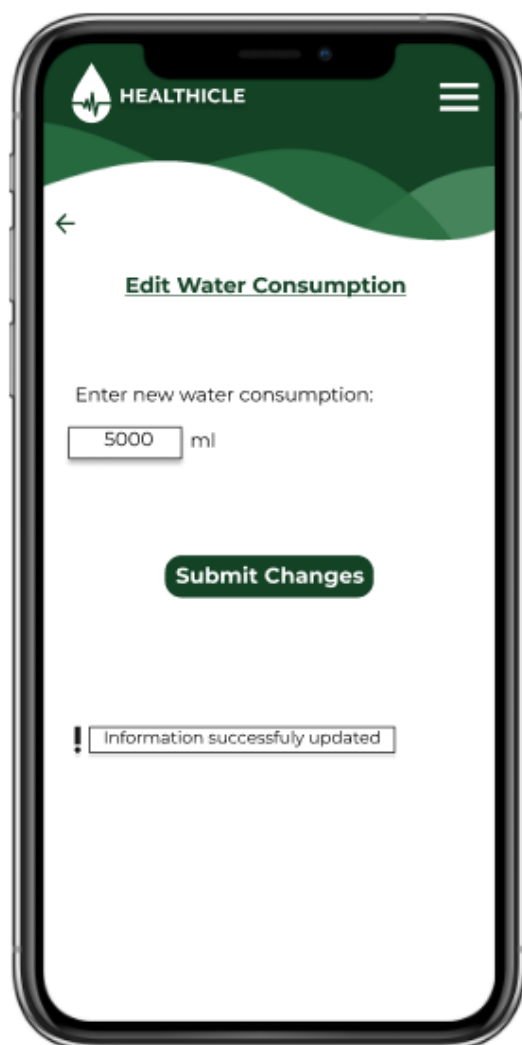 HEALTHICLE
Edit Water Consumption
Enter new water consumption:
5000 ml
Submit Changes
! Information successfuly updated